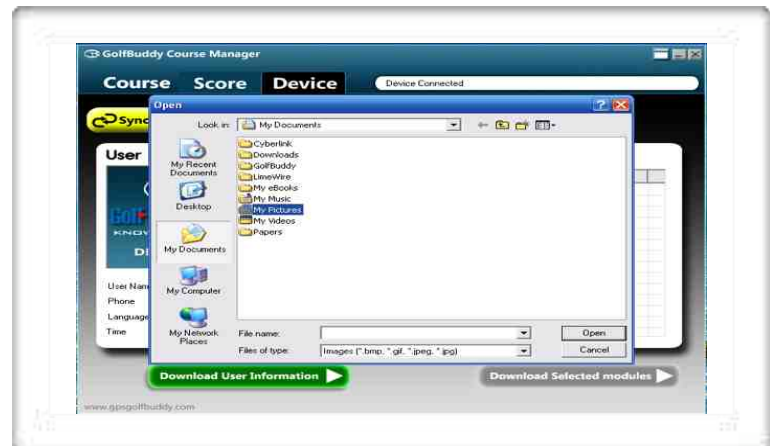 GolfBuddy Course Manager
Course Score Device Device Connected
Open
Sync
Look in: My Documents
User
My Recent Documents
Desktop
My Documents
My Computer
My Network Places
Cyberlink
Downloads
GolfBuddy
LimeWire
My eBooks
My Music
My Pictures
My Videos
Papers
KNOW
DI
User Nam
Phone
Language
Time
File name: Open
Files of type: Images (*.bmp, *.gif, *.jpeg, *.jpg) Cancel
Download User Information Download Selected modules
www.gpsgolfbuddy.com